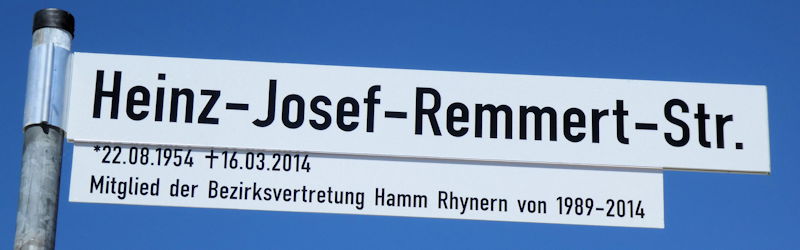 Heinz-Josef-Remmert-Str.
*22.08.1954 †16.03.2014
Mitglied der Bezirksvertretung Hamm Rhynern von 1989-2014